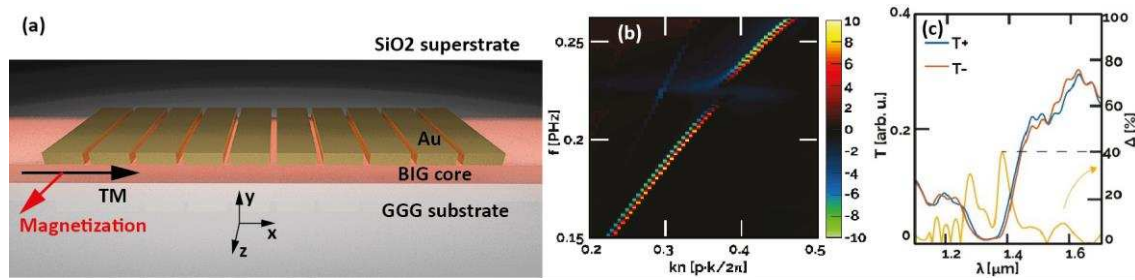 (a)
SiO2 superstrate
Au
BIG core
TM
Magnetization
GGG substrate
y
x
z
(b)
f [PHz]
0.25
0.2
0.15
0.2
0.3
0.4
0.5
kn [p·k/2π]
10
8
6
4
2
0
-2
-4
-6
-8
-10
(c)
T+
T-
T [arb. u.]
0.4
0.2
0
1.2
1.4
1.6
λ [μm]
100
80
60
40
20
0
Δ [%]